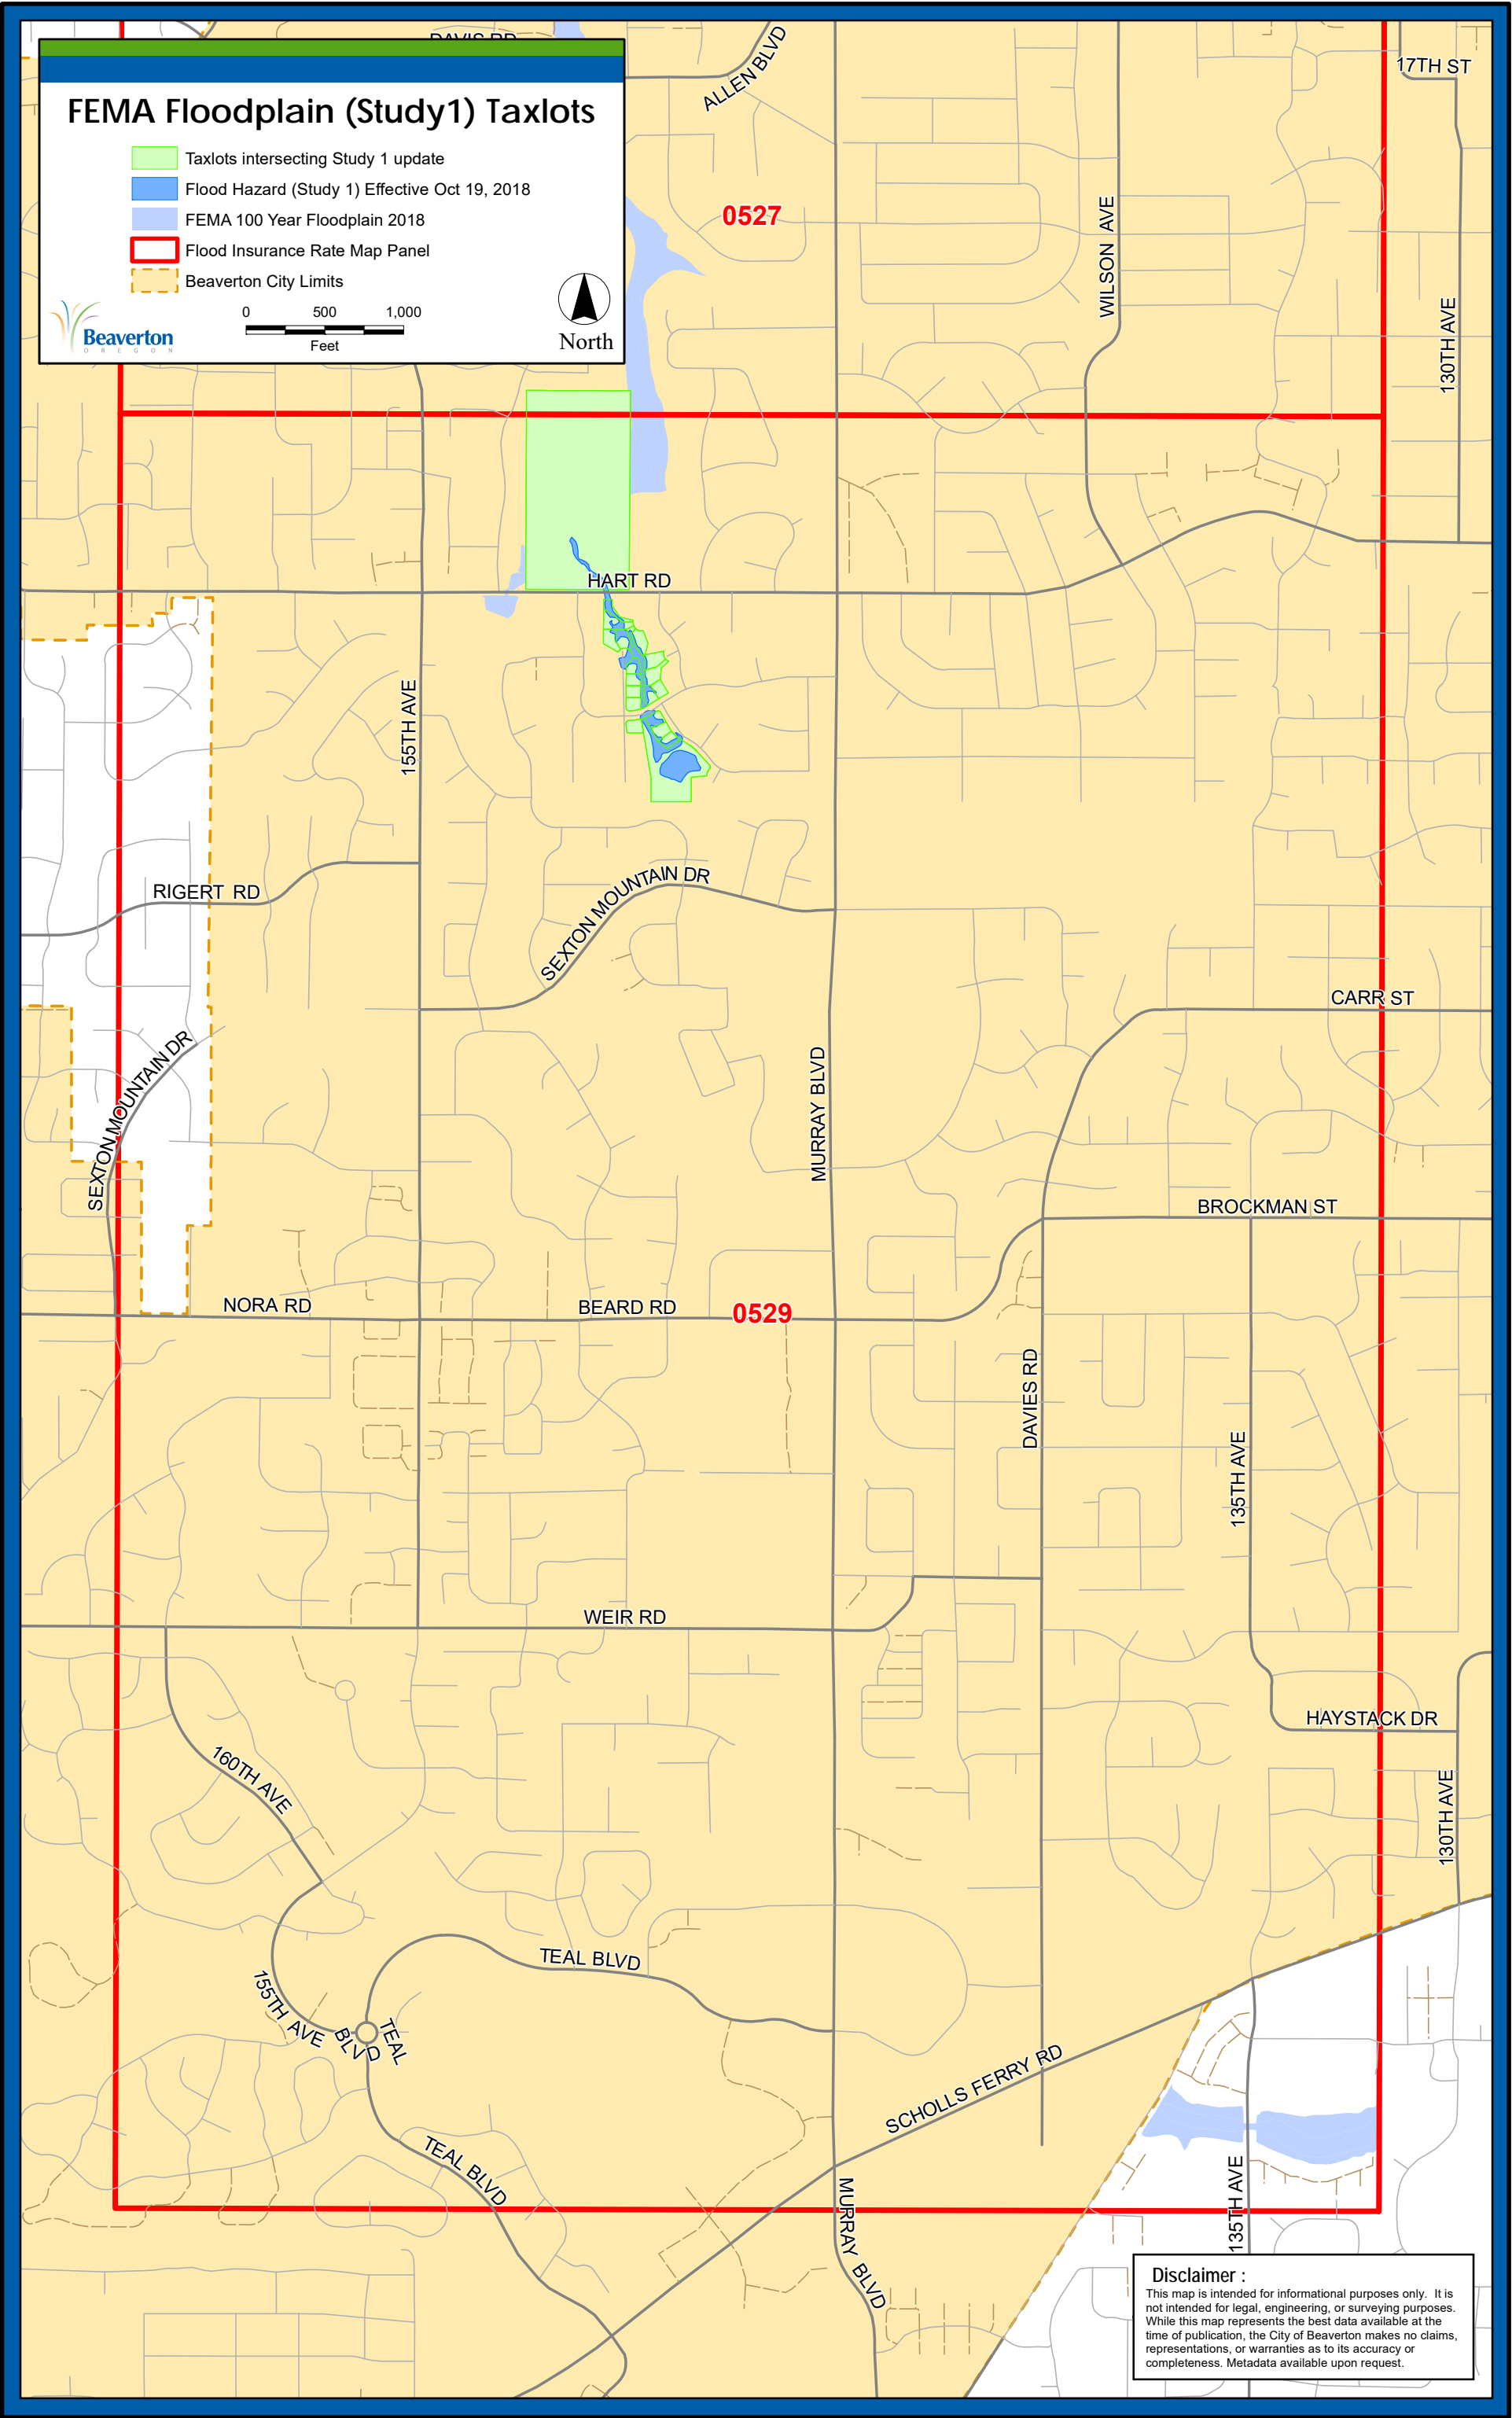 DAVIS RD
ALLEN BLVD
17TH ST
FEMA Floodplain (Study1) Taxlots
Taxlots intersecting Study 1 update
Flood Hazard (Study 1) Effective Oct 19, 2018
FEMA 100 Year Floodplain 2018
Flood Insurance Rate Map Panel
Beaverton City Limits
0 500 1,000
Feet
North
Beaverton
OREGON
0527
WILSON AVE
130TH AVE
HART RD
155TH AVE
RIGERT RD
SEXTON MOUNTAIN DR
CARR ST
SEXTON MOUNTAIN DR
MURRAY BLVD
BROCKMAN ST
NORA RD
BEARD RD
0529
DAVIES RD
135TH AVE
WEIR RD
HAYSTACK DR
160TH AVE
130TH AVE
TEAL BLVD
155TH AVE
TEAL
BLVD
SCHOLLS FERRY RD
TEAL BLVD
MURRAY BLVD
135TH AVE
Disclaimer :
This map is intended for informational purposes only. It is
not intended for legal, engineering, or surveying purposes.
While this map represents the best data available at the
time of publication, the City of Beaverton makes no claims,
representations, or warranties as to its accuracy or
completeness. Metadata available upon request.